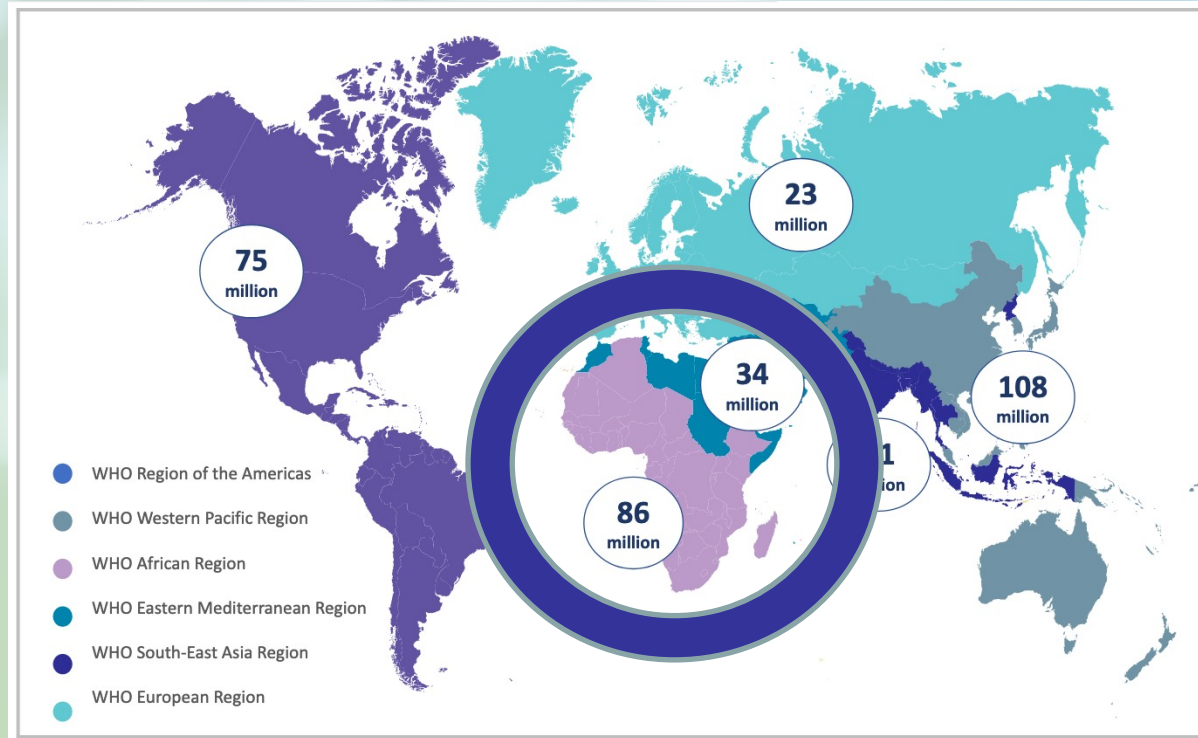 23
million
75
million
34
million
108
million
86
million
WHO Region of the Americas
WHO Western Pacific Region
WHO African Region
WHO Eastern Mediterranean Region
WHO South-East Asia Region
WHO European Region